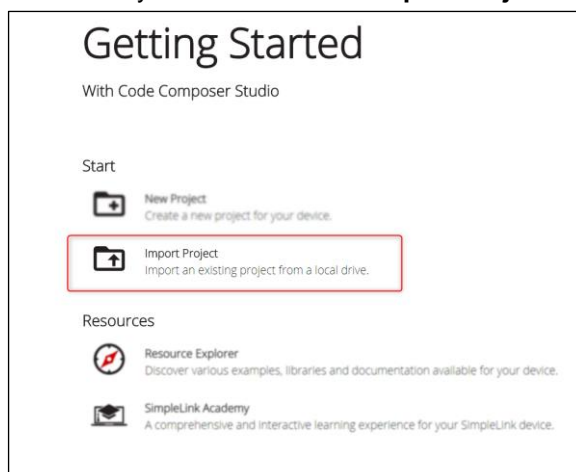 Getting Started
With Code Composer Studio
Start
New Project
Create a new project for your device.
Import Project
Import an existing project from a local drive.
Resources
Resource Explorer
Discover various examples, libraries and documentation available for your device.
SimpleLink Academy
A comprehensive and interactive learning experience for your SimpleLink device.